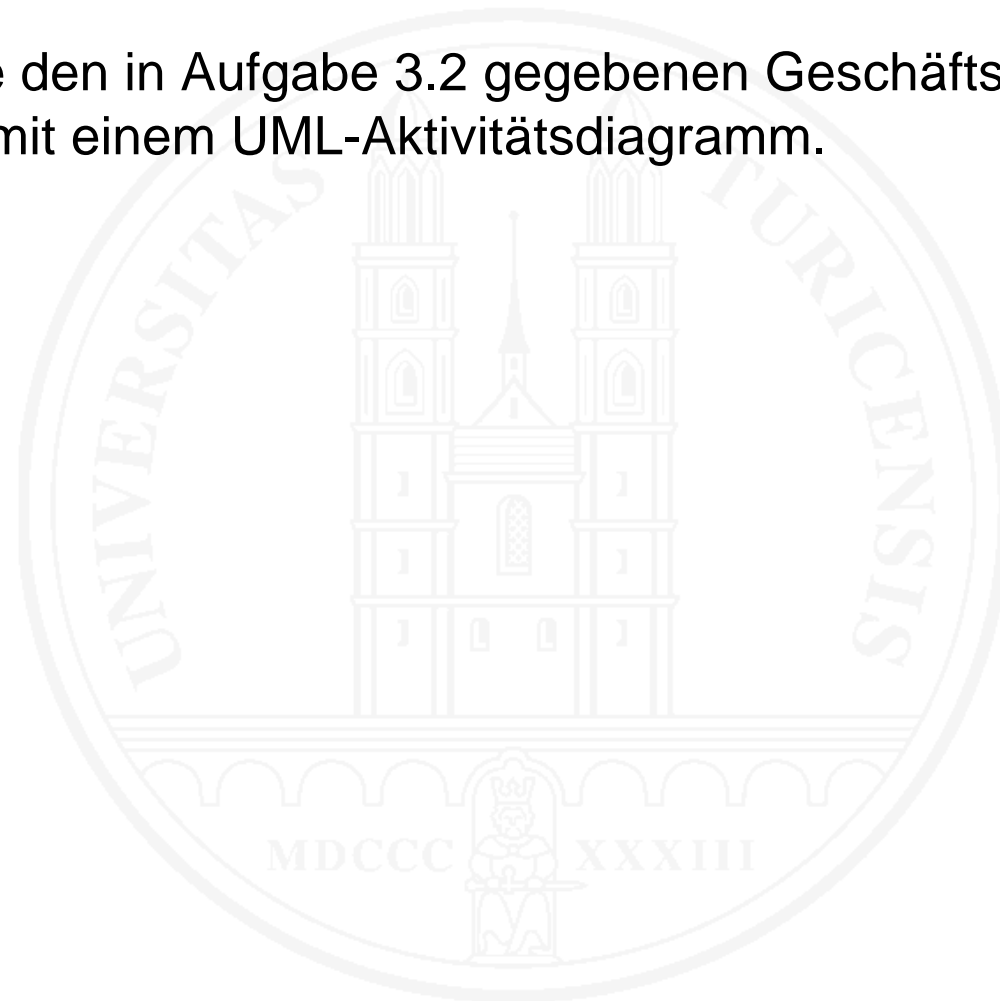 e den in Aufgabe 3.2 gegebenen Geschäfts
mit einem UML-Aktivitätsdiagramm.
UNIVERSITAS TURICENSIS
MDCCC XXXIII